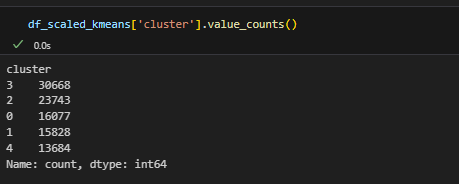 df_scaled_kmeans['cluster'].value_counts()
0.0s
cluster
3    30668
2    23743
0    16077
1    15828
4    13684
Name: count, dtype: int64